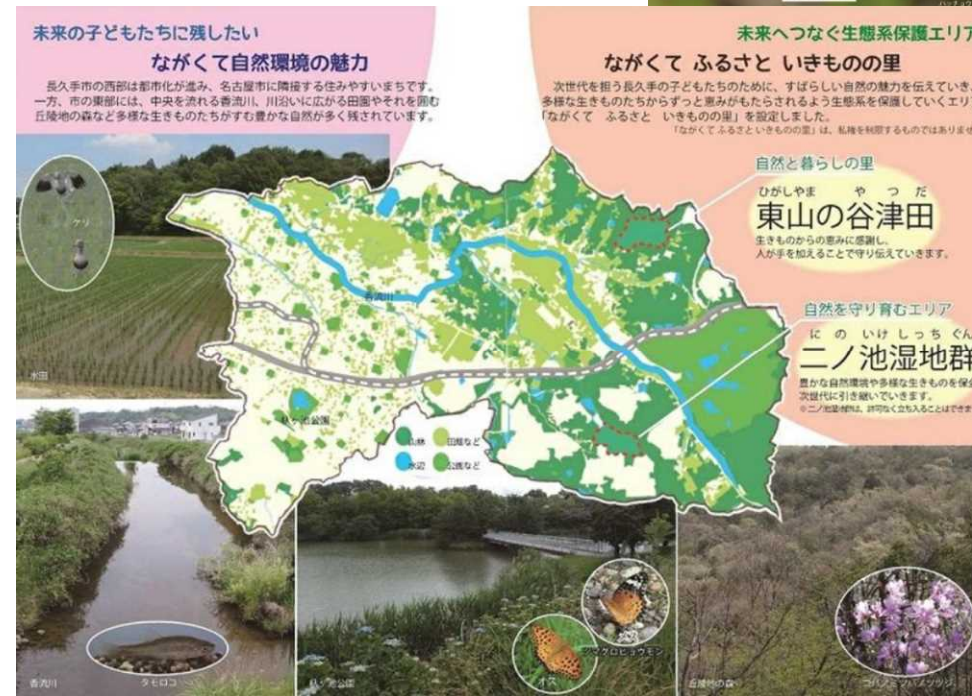 未来の子どもたちに残したい
ながくて自然環境の魅力
長久手市の西部は都市化が進み、名古屋市に隣接する住みやすいまちです。
一方、市の東部には、中央を流れる香流川、川沿いに広がる田園やそれを囲む
丘陵地の森など多様な生きものたちがすむ豊かな自然が多く残されています。
未来へつなぐ生態系保護エリア
ながくて ふるさと いきものの里
次世代を担う長久手の子どもたちのために、すばらしい自然の魅力を伝えていき、
多様な生きものたちからずっと恵みがもたらされるよう生態系を保護していくエリ
「ながくて ふるさと いきものの里」を設定しました。
「ながくて ふるさと いきものの里」は、私権を制限するものではありませ
自然と暮らしの里
ひがしやま や つ だ
東山の谷津田
生きものからの恵みに感謝し、
人が手を加えることで守り伝えていきます。
自然を守り育むエリア
に の いけ しっち ぐん
二ノ池湿地群
豊かな自然環境や多様な生きものを保
次世代に引き継いでいきます。
ケリ
水田
香流川
杁ヶ池公園
山林
田畑など
水辺
公園など
香流川
タモロコ
杁ヶ池公園
オス
ツマグロヒョウモン
丘陵地の森
コバノミツバツツジ